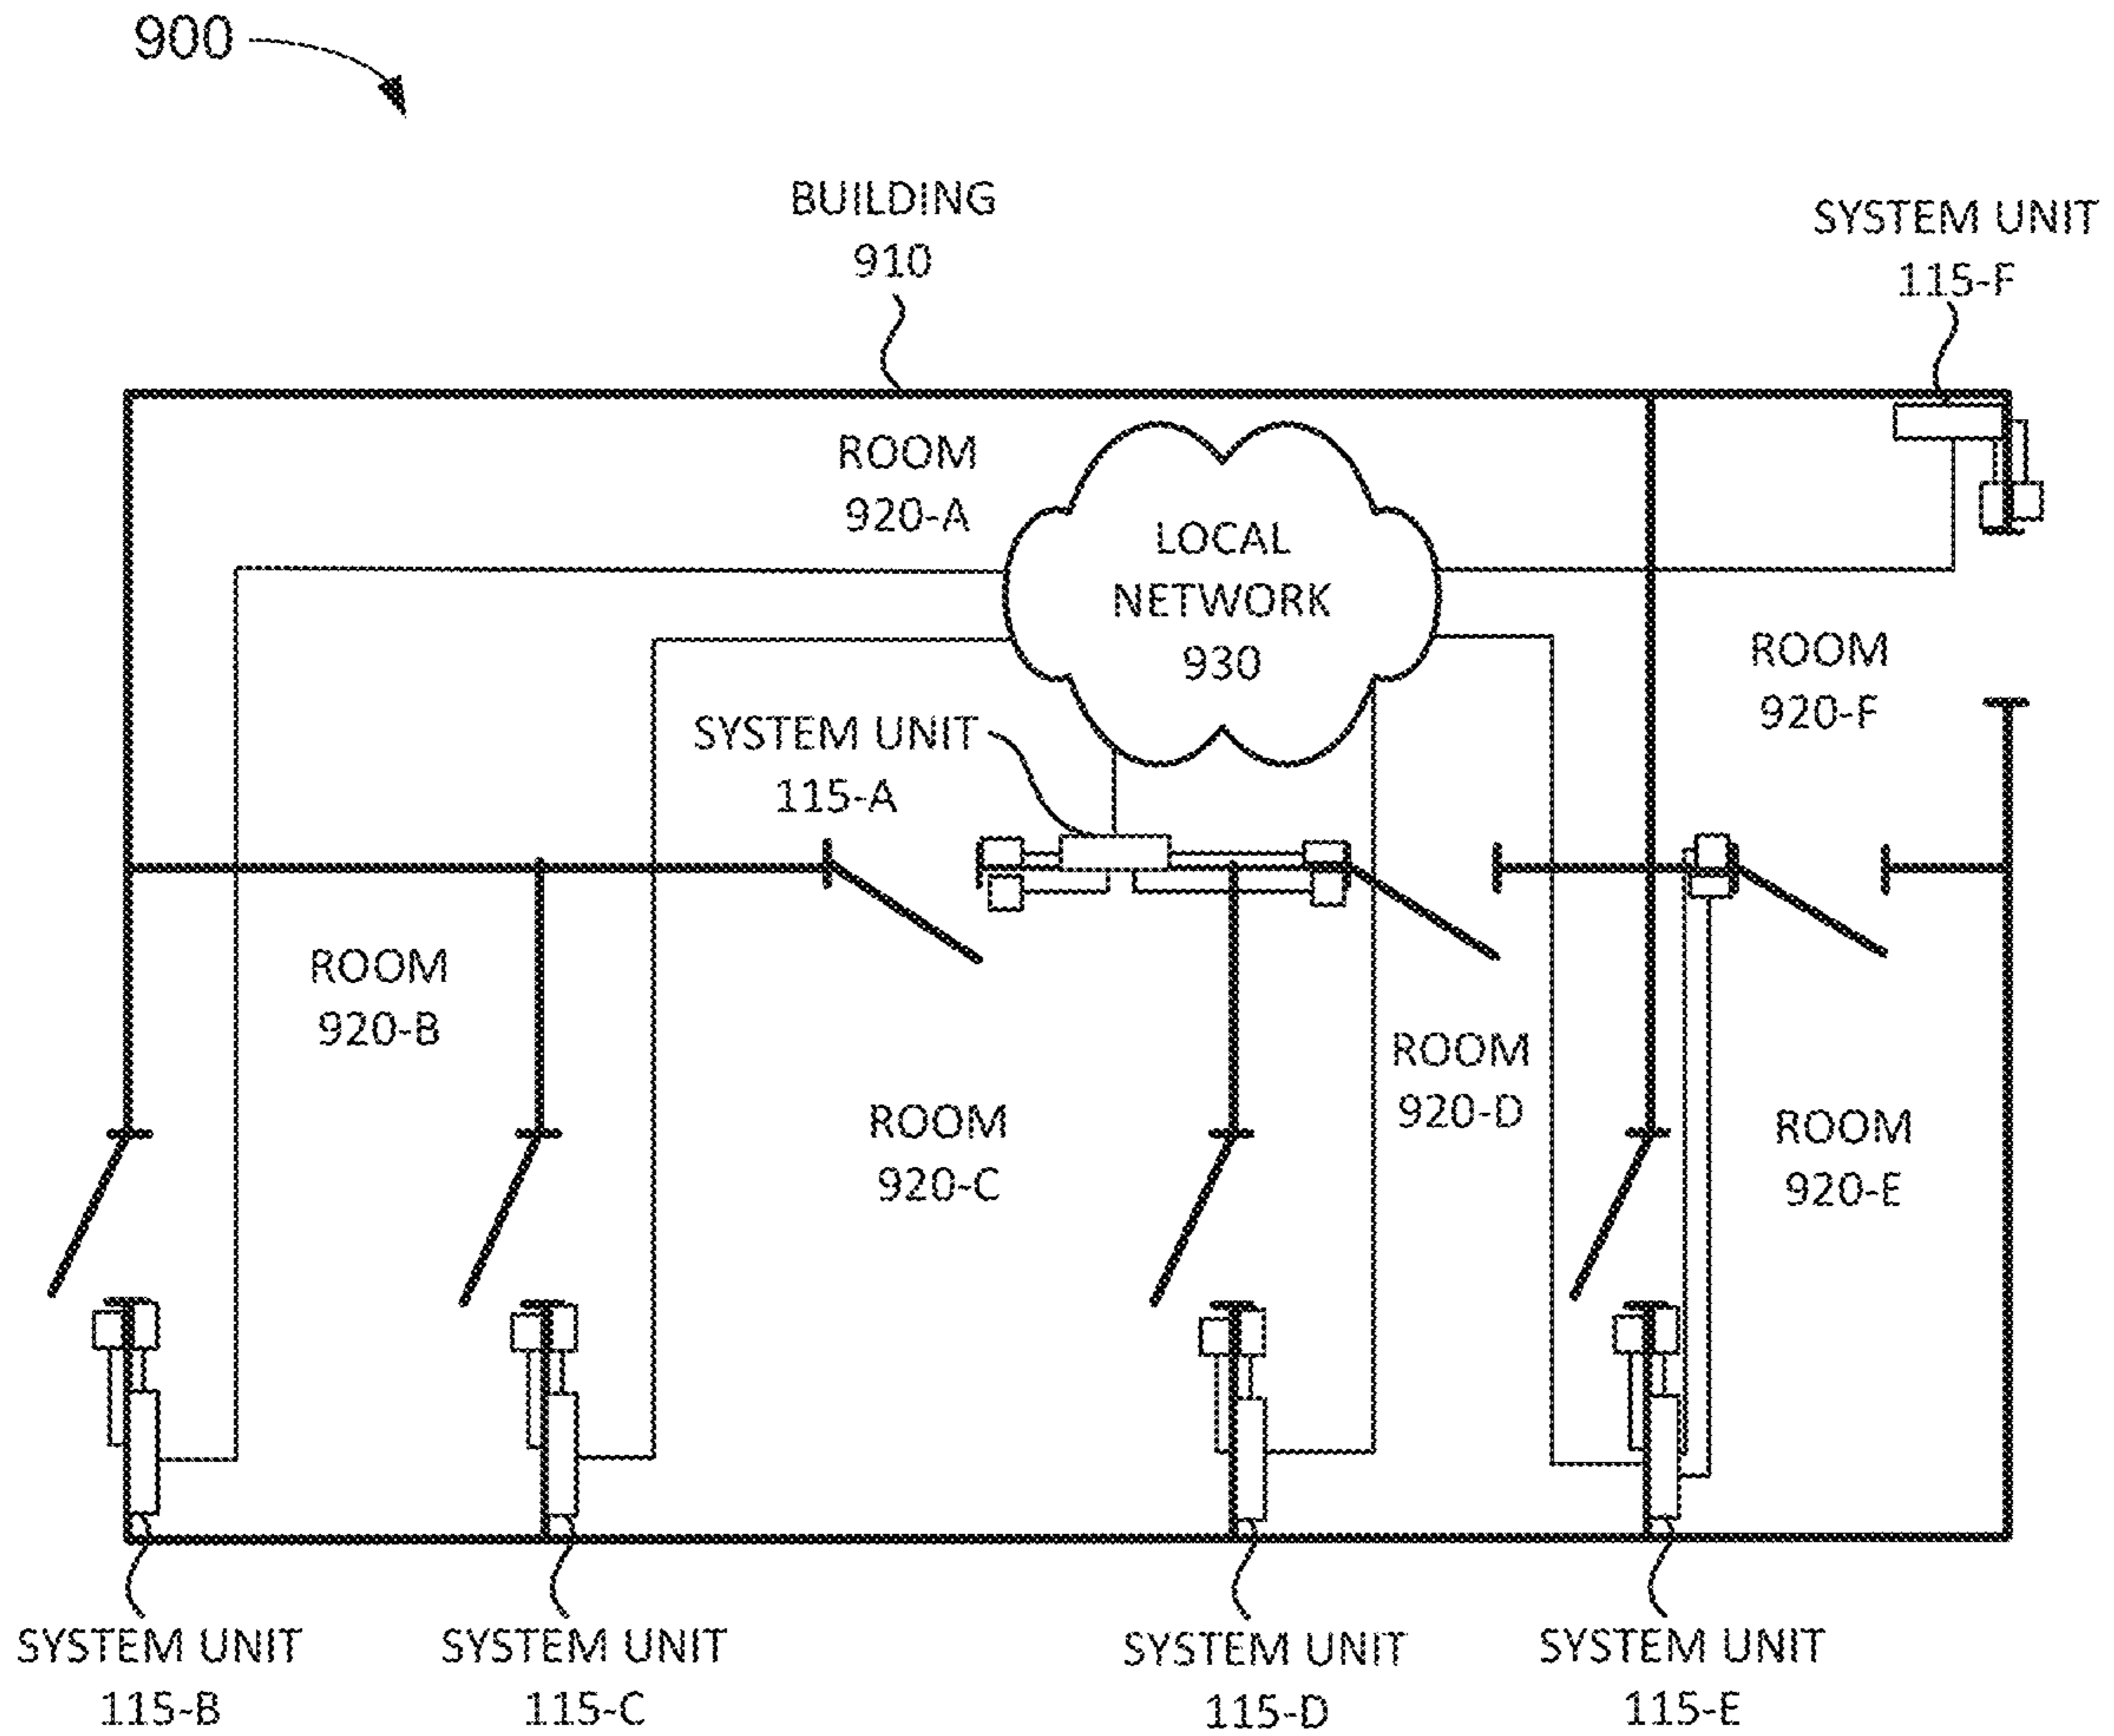 900
BUILDING
910
SYSTEM UNIT
115-F
ROOM
920-A
LOCAL
NETWORK
930
ROOM
920-F
SYSTEM UNIT
115-A
ROOM
920-B
ROOM
920-C
ROOM
920-D
ROOM
920-E
SYSTEM UNIT
115-B
SYSTEM UNIT
115-C
SYSTEM UNIT
115-D
SYSTEM UNIT
115-E